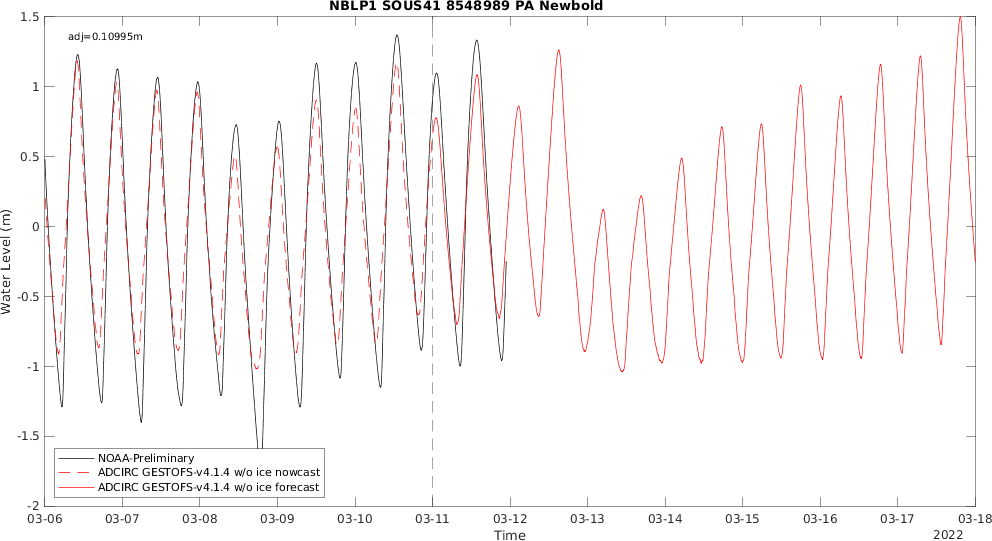 NBLP1 SOUS41 8548989 PA Newbold
adj=0.10995m
1.5
1
0.5
0
-0.5
-1
-1.5
-2
Water Level (m)
NOAA-Preliminary
ADCIRC GESTOFS-v4.1.4 w/o ice nowcast
ADCIRC GESTOFS-v4.1.4 w/o ice forecast
03-06 03-07 03-08 03-09 03-10 03-11 03-12 03-13 03-14 03-15 03-16 03-17 03-18
Time
2022